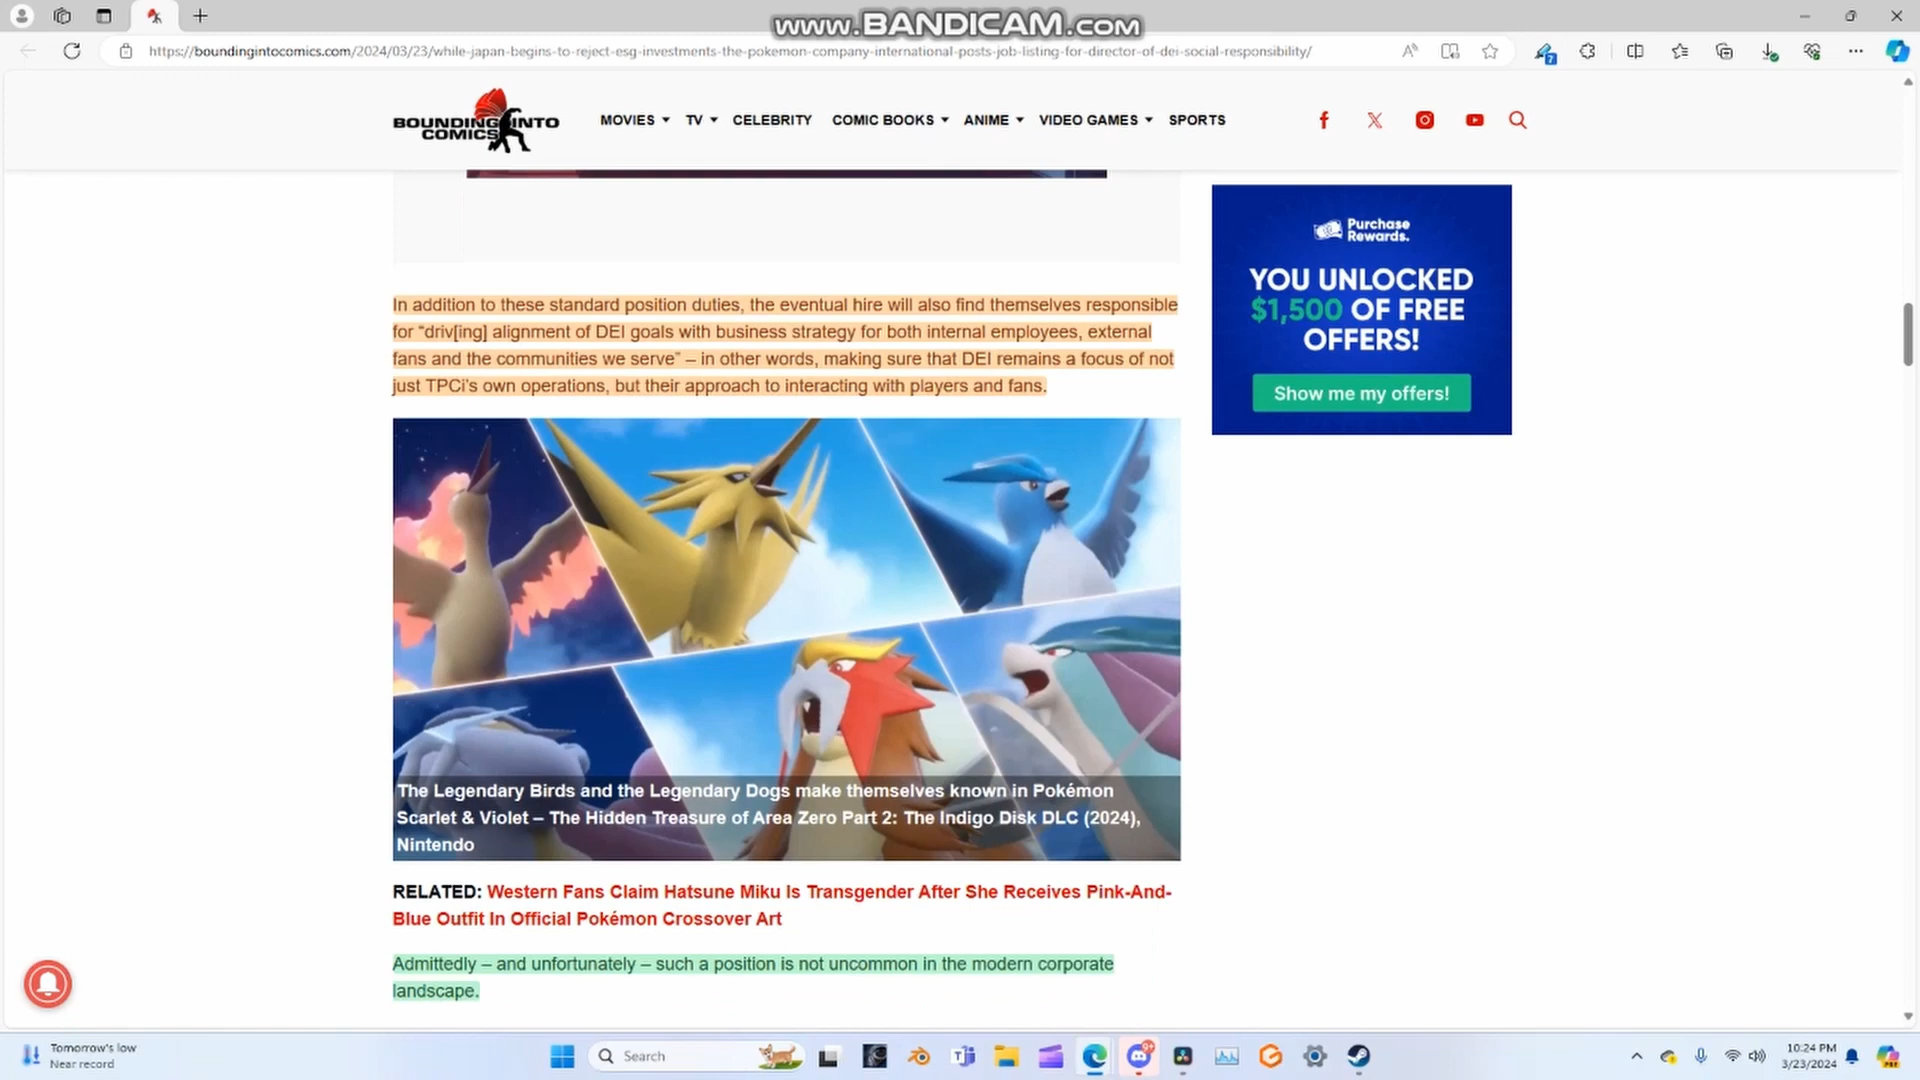 www.BANDICAM.com
https://boundingintocomics.com/2024/03/23/while-japan-begins-to-reject-esg-investments-the-pokemon-company-international-posts-job-listing-for-director-of-dei-social-responsibility/
7
BOUNDING INTO
COMICS
MOVIES TV CELEBRITY COMIC BOOKS ANIME VIDEO GAMES SPORTS
Purchase
Rewards.
YOU UNLOCKED
$1,500 OF FREE
OFFERS!
Show me my offers!
In addition to these standard position duties, the eventual hire will also find themselves responsible
for “driv[ing] alignment of DEI goals with business strategy for both internal employees, external
fans and the communities we serve” – in other words, making sure that DEI remains a focus of not
just TPCi’s own operations, but their approach to interacting with players and fans.
The Legendary Birds and the Legendary Dogs make themselves known in Pokémon
Scarlet & Violet – The Hidden Treasure of Area Zero Part 2: The Indigo Disk DLC (2024),
Nintendo
RELATED: Western Fans Claim Hatsune Miku Is Transgender After She Receives Pink-And-
Blue Outfit In Official Pokémon Crossover Art
Admittedly – and unfortunately – such a position is not uncommon in the modern corporate
landscape.
Tomorrow's low
Near record
Search
9+
10:24 PM
3/23/2024